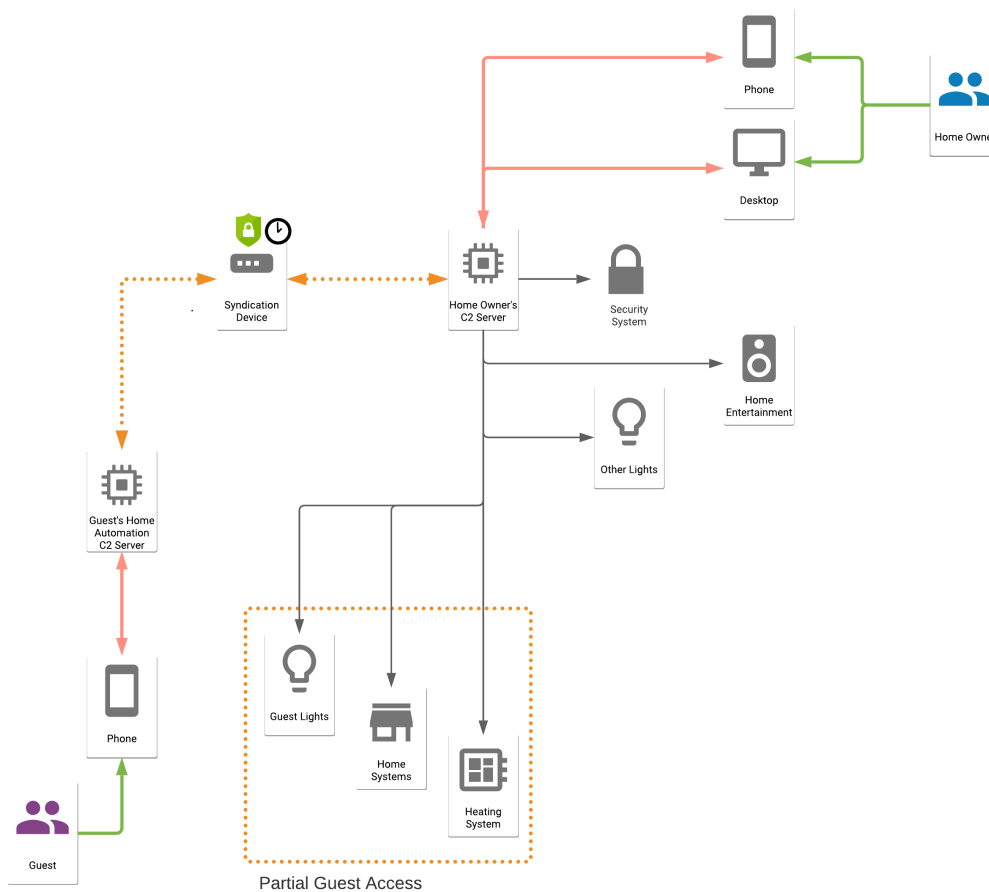 Phone
Home Owne
Desktop
Syndication
Device
Home Owner's
C2 Server
Security
System
Home
Entertainment
Other Lights
Guest's Home
Automation
C2 Server
Guest Lights
Phone
Home
Systems
Heating
System
Guest
Partial Guest Access